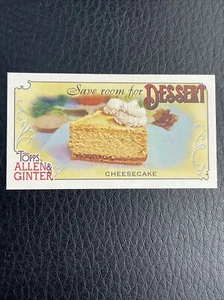 Save room for DESSERT
TOPPS
ALLEN &
GINTER
CHEESECAKE